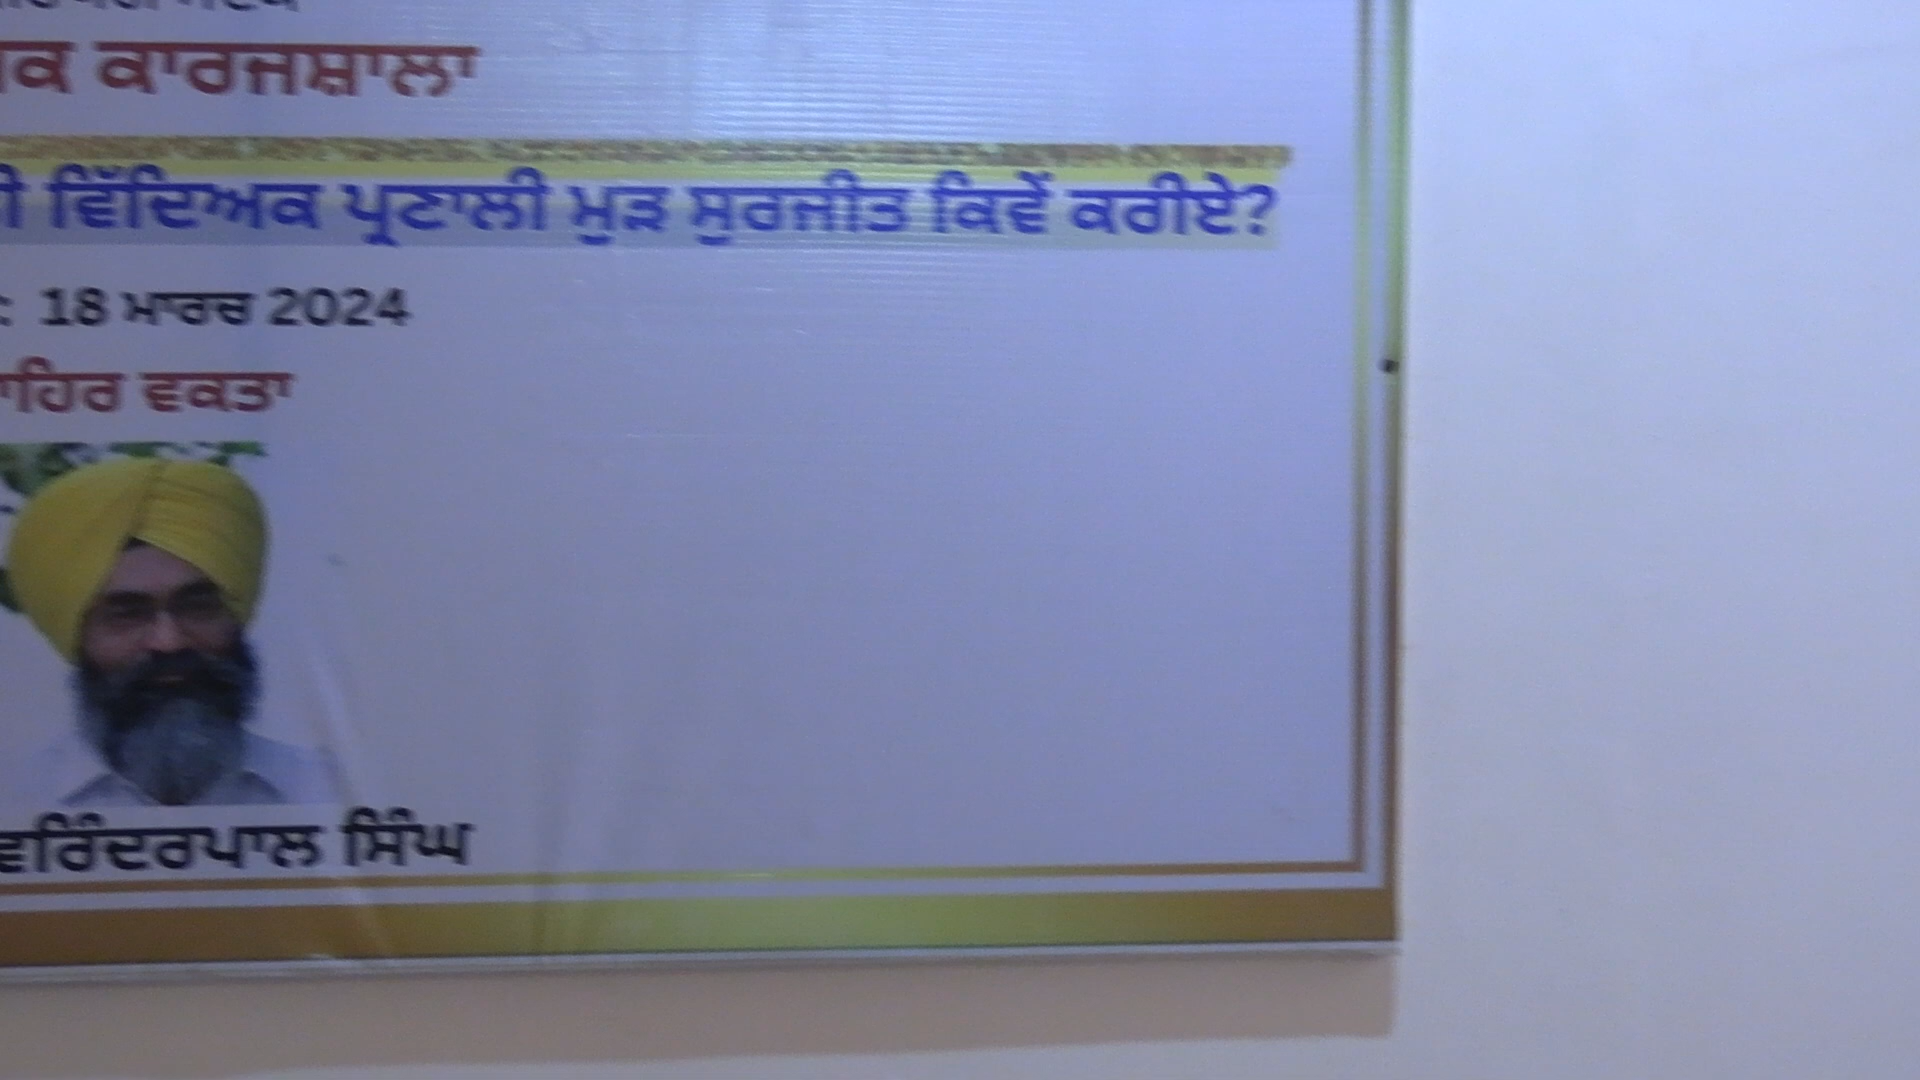 ਕਾਰਜਸ਼ਾਲਾ
ਵਿੱਦਿਅਕ ਪ੍ਰਣਾਲੀ ਮੁੜ ਸੁਰਜੀਤ ਕਿਵੇਂ ਕਰੀਏ?
: 18 ਮਾਰਚ 2024
ਾਹਿਰ ਵਕਤਾ
ਵਰਿੰਦਰਪਾਲ ਸਿੰਘ